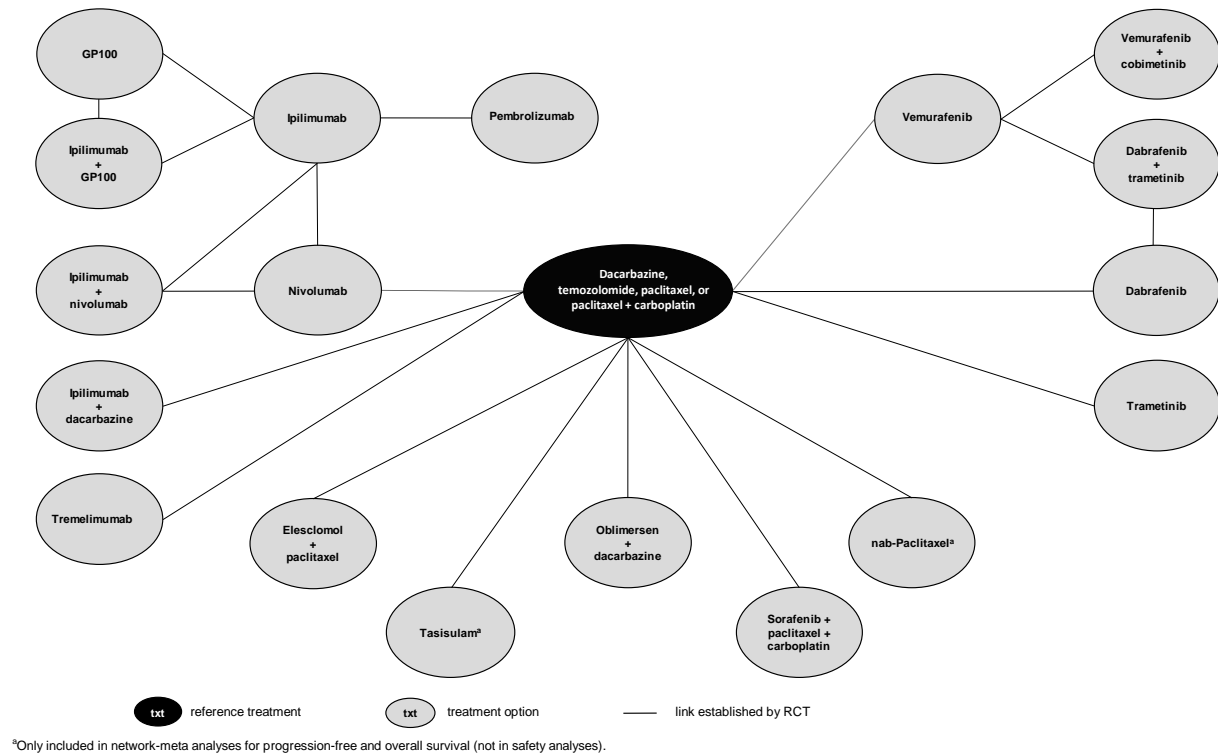 GP100
Ipilimumab
+
GP100
Ipilimumab
Pembrolizumab
Ipilimumab
+
nivolumab
Nivolumab
Ipilimumab
+
dacarbazine
Tremelimumab
Dacarbazine,
temozolomide, paclitaxel, or
paclitaxel + carboplatin
Vemurafenib
Vemurafenib
+
cobimetinib
Dabrafenib
+
trametinib
Dabrafenib
Trametinib
Elesclomol
+
paclitaxel
Tasisulamᵃ
Oblimersen
+
dacarbazine
Sorafenib +
paclitaxel +
carboplatin
nab-Paclitaxelᵃ
txt reference treatment
txt treatment option
link established by RCT
ᵃOnly included in network-meta analyses for progression-free and overall survival (not in safety analyses).